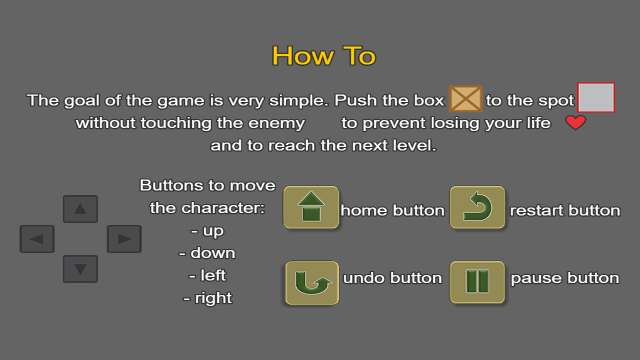 How To
The goal of the game is very simple. Push the box to the spot
without touching the enemy to prevent losing your life
and to reach the next level.
Buttons to move
the character:
- up
- down
- left
- right
home button
restart button
undo button
pause button